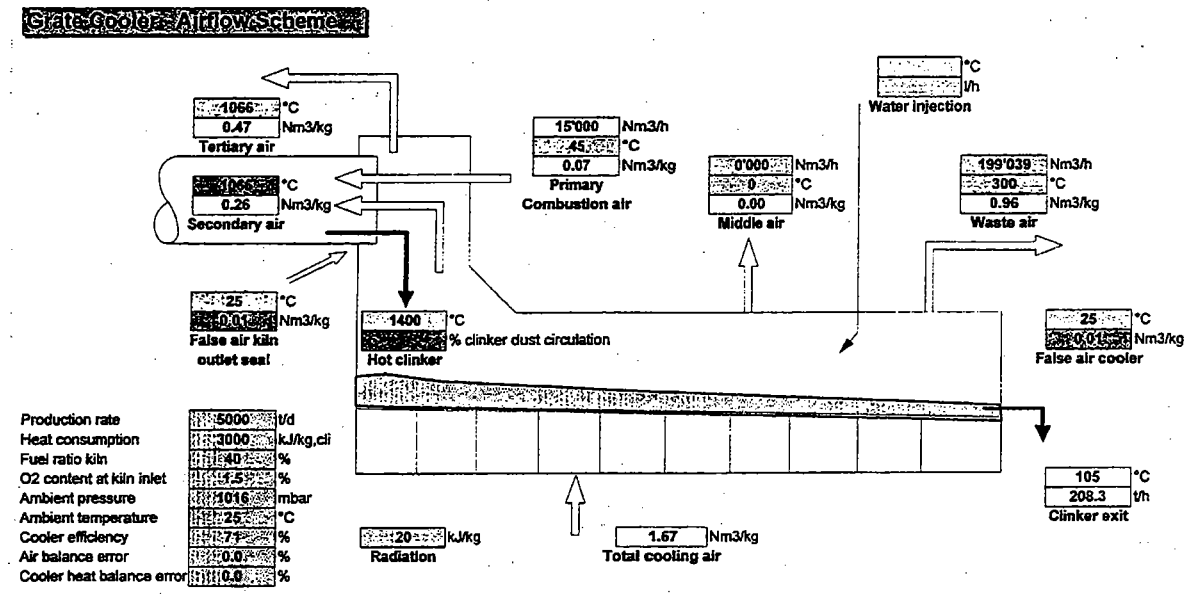 Grate Cooler - Airflow Scheme
°C
l/h
Water injection
1066 °C
0.47 Nm3/kg
Tertiary air
15'000 Nm3/h
45 °C
0.07 Nm3/kg
Primary
Combustion air
0'000 Nm3/h
0 °C
0.00 Nm3/kg
Middle air
199'039 Nm3/h
300 °C
0.96 Nm3/kg
Waste air
1066 °C
0.26 Nm3/kg
Secondary air
25 °C
0.01 Nm3/kg
False air kiln
outlet seal
1400 °C
% clinker dust circulation
Hot clinker
25 °C
0.01 Nm3/kg
False air cooler
Production rate 5000 t/d
Heat consumption 3000 kJ/kg,cli
Fuel ratio kiln 40 %
O2 content at kiln inlet 1.5 %
Ambient pressure 1016 mbar
Ambient temperature 25 °C
Cooler efficiency 71 %
Air balance error 0.0 %
Cooler heat balance error 0.0 %
20 kJ/kg
Radiation
1.67 Nm3/kg
Total cooling air
105 °C
208.3 t/h
Clinker exit